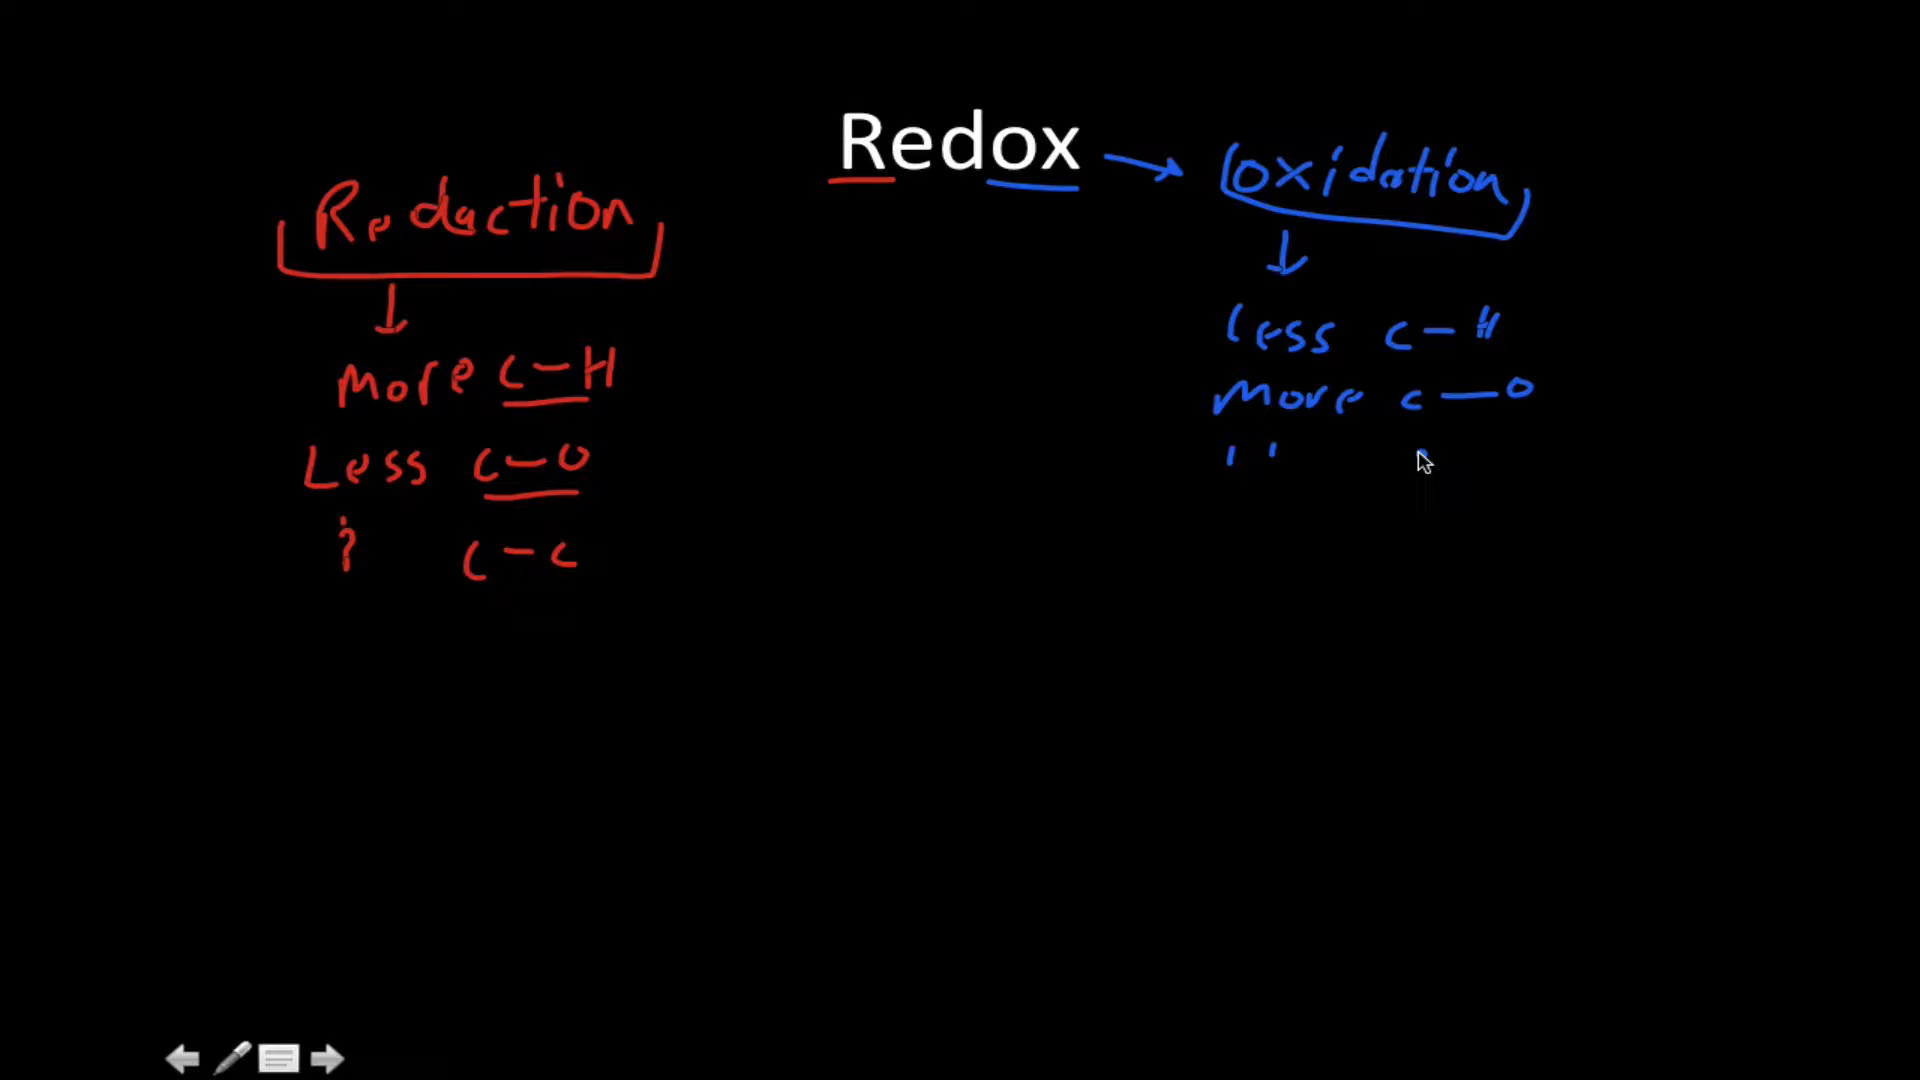 Redox
Reduction
More C-H
Less C-O
? C-C
Oxidation
Less C-H
More C-O
" .